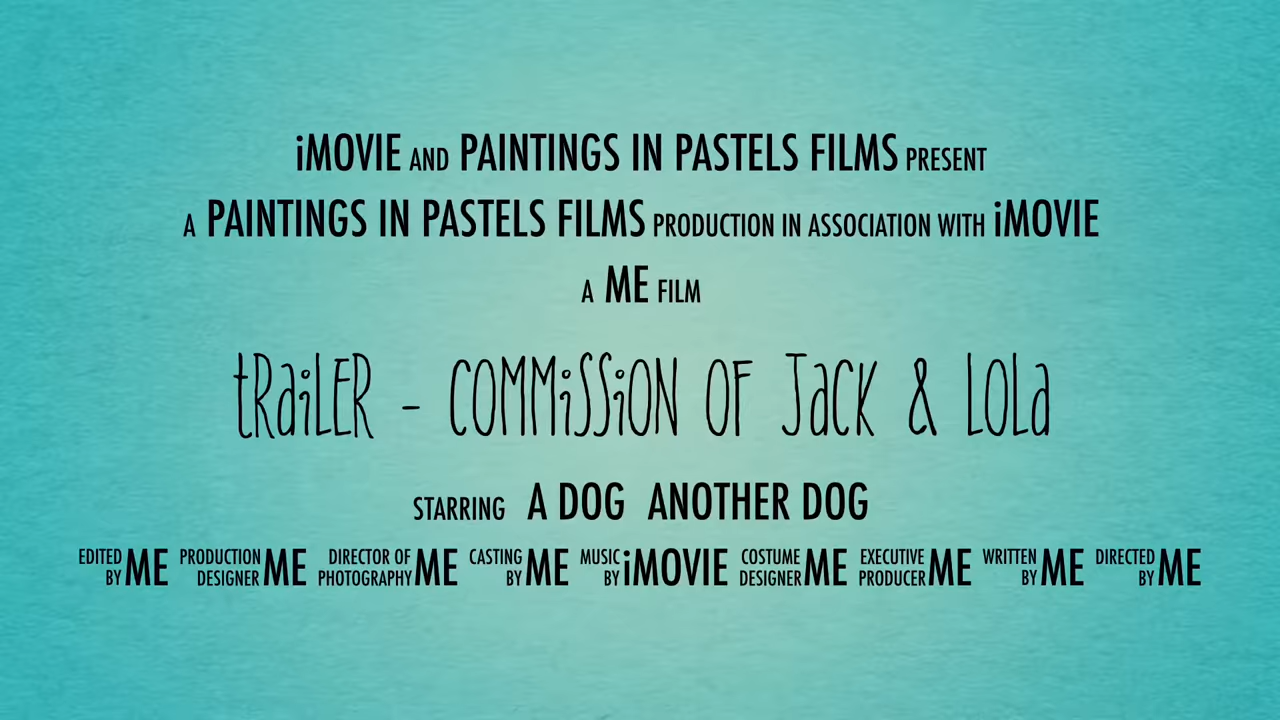 iMOVIE AND PAINTINGS IN PASTELS FILMS PRESENT
A PAINTINGS IN PASTELS FILMS PRODUCTION IN ASSOCIATION WITH iMOVIE
A ME FILM
tRaiLER - COMMiSSiON OF JacK & LOLa
STARRING A DOG ANOTHER DOG
EDITED BY ME PRODUCTION DESIGNER ME DIRECTOR OF PHOTOGRAPHY ME CASTING BY ME MUSIC BY iMOVIE COSTUME DESIGNER ME EXECUTIVE PRODUCER ME WRITTEN BY ME DIRECTED BY ME